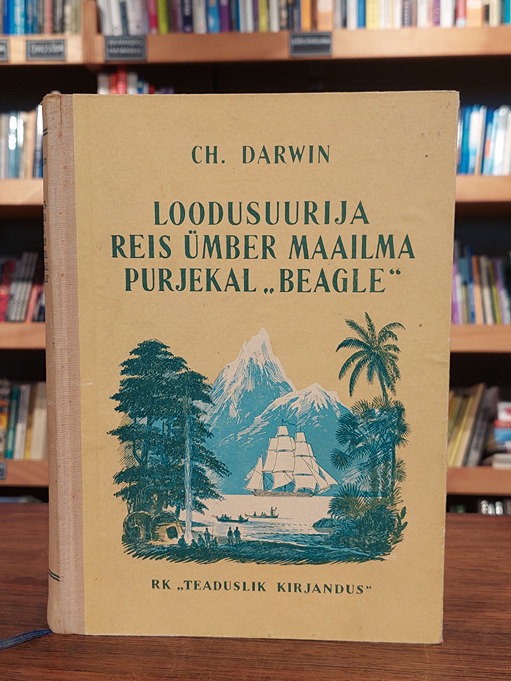 CH. DARWIN
LOODUSUURIJA
REIS ÜMBER MAAILMA
PURJEKAL „BEAGLE“
RK „TEADUSLIK KIRJANDUS“